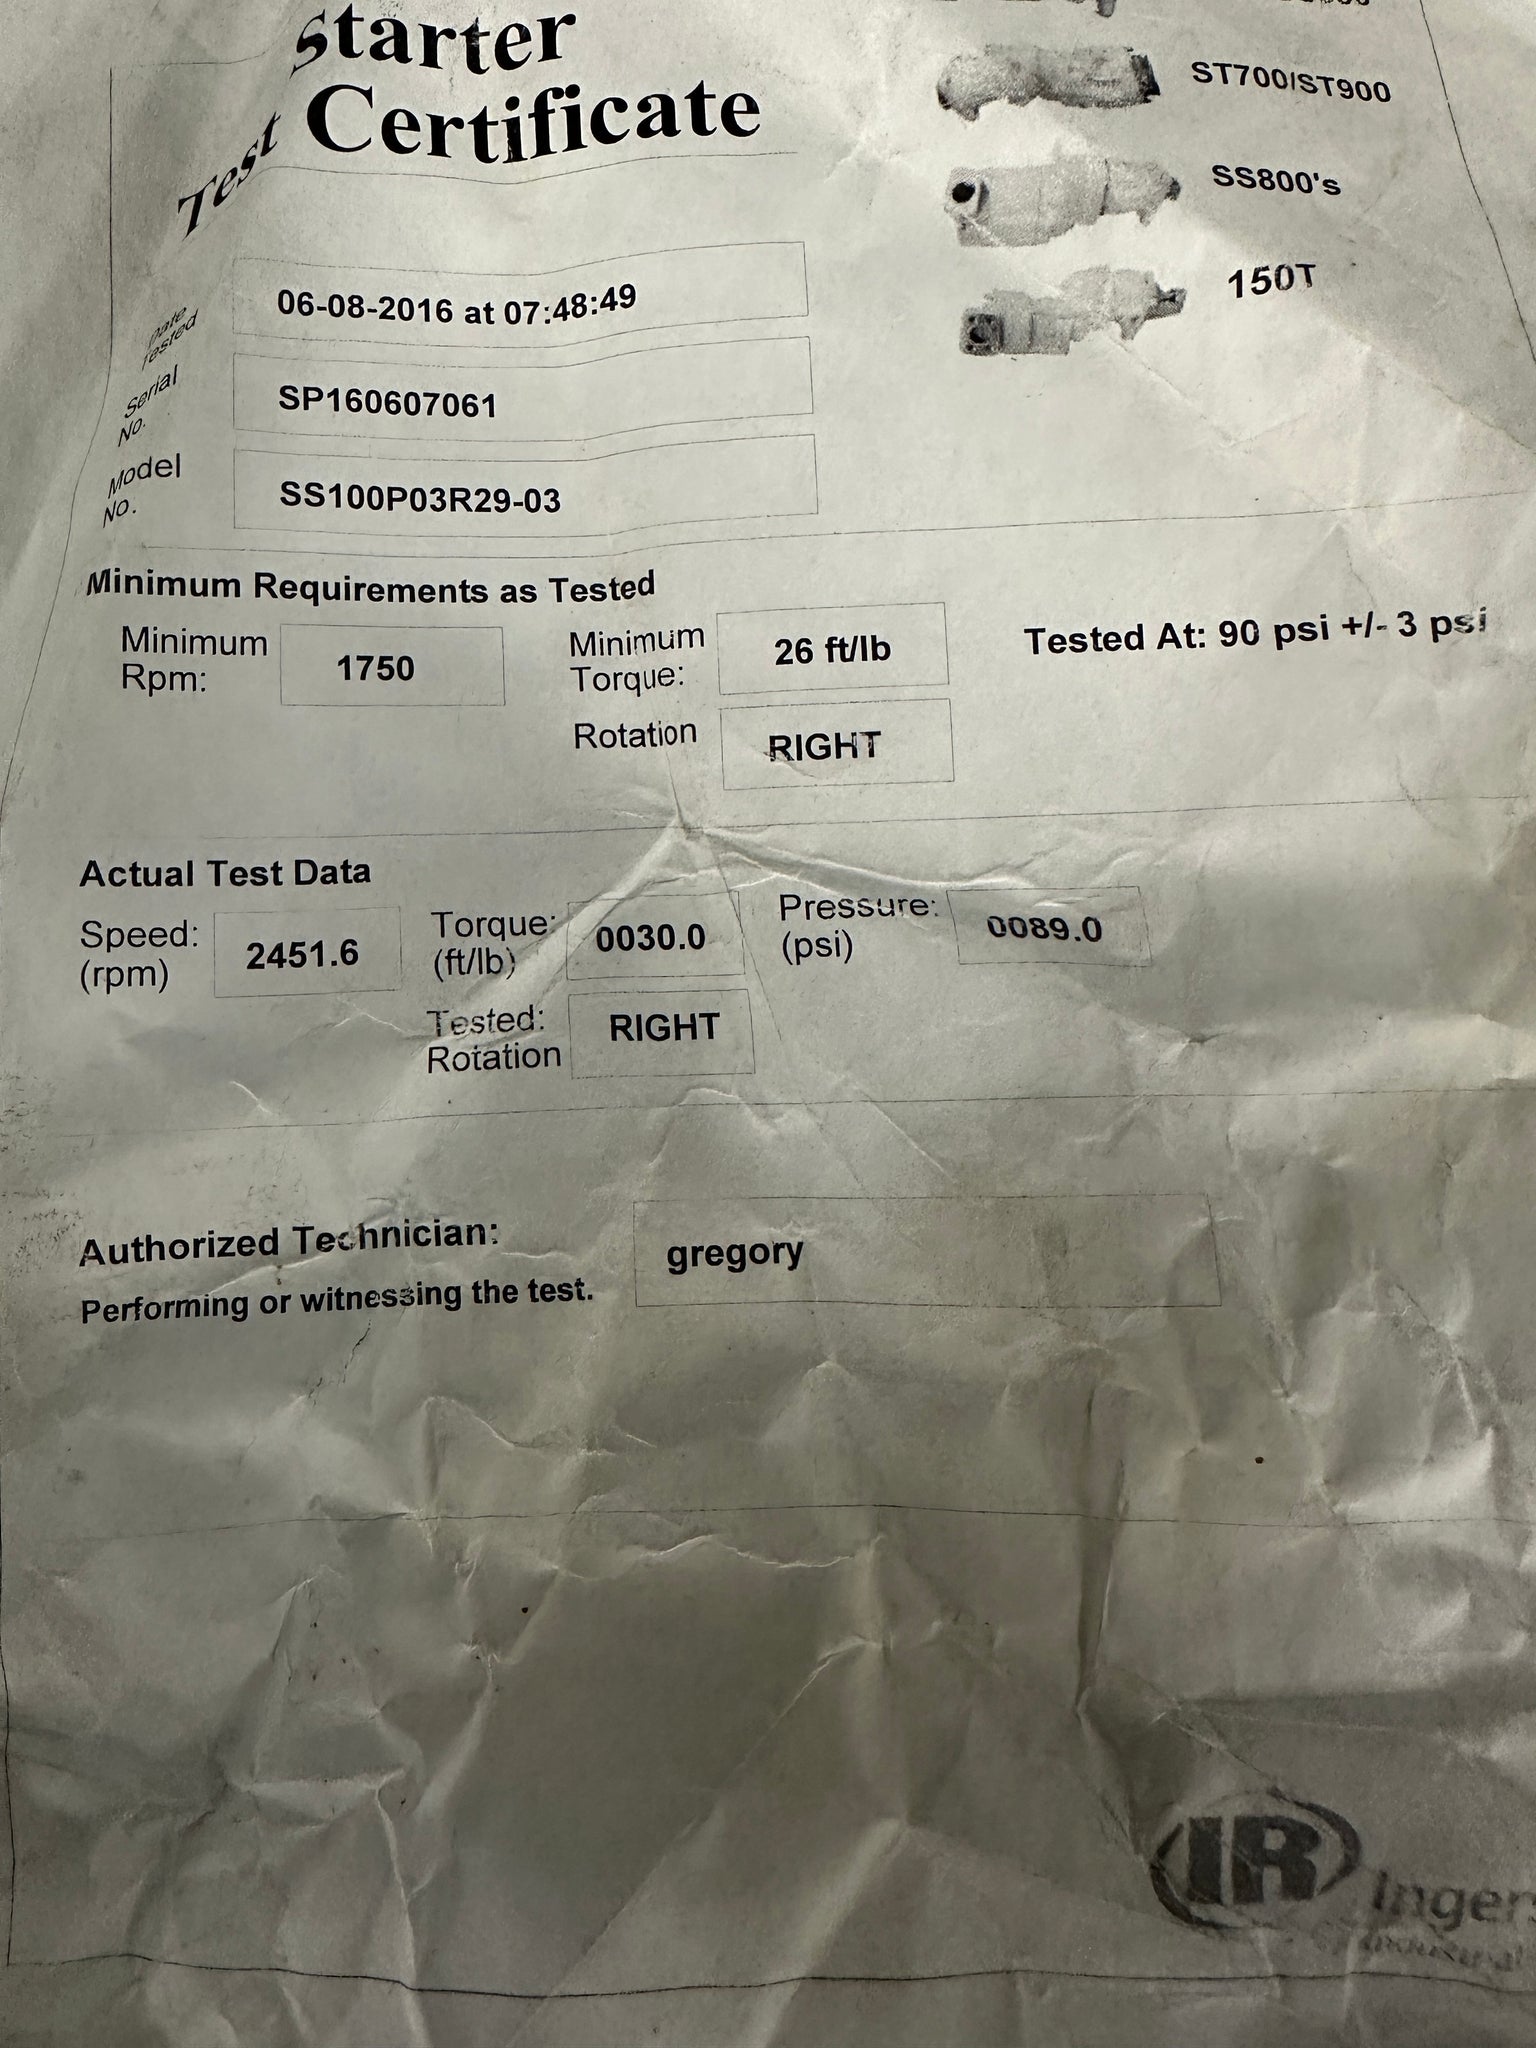 Starter
Test Certificate
ST700/ST900
SS800's
150T
Date Tested
06-08-2016 at 07:48:49
Serial No.
SP160607061
Model No.
SS100P03R29-03
Minimum Requirements as Tested
Minimum Rpm:
1750
Minimum Torque:
26 ft/lb
Tested At: 90 psi +/- 3 psi
Rotation
RIGHT
Actual Test Data
Speed: (rpm)
2451.6
Torque: (ft/lb)
0030.0
Pressure: (psi)
0089.0
Tested: Rotation
RIGHT
Authorized Technician:
gregory
Performing or witnessing the test.
IR Ingers